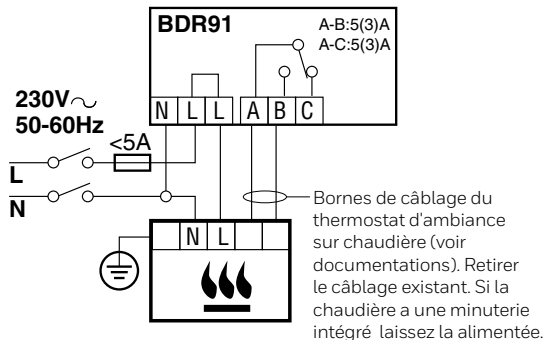 BDR91
A-B:5(3)A
A-C:5(3)A
230V
50-60Hz
N L L A B C
<5A
L
N
N L
Bornes de câblage du
thermostat d'ambiance
sur chaudière (voir
documentations). Retirer
le câblage existant. Si la
chaudière a une minuterie
intégré laissez la alimentée.